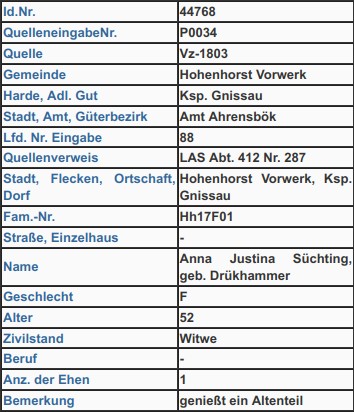 Id.Nr. 44768
QuelleneingabeNr. P0034
Quelle Vz-1803
Gemeinde Hohenhorst Vorwerk
Harde, Adl. Gut Ksp. Gnissau
Stadt, Amt, Güterbezirk Amt Ahrensbök
Lfd. Nr. Eingabe 88
Quellenverweis LAS Abt. 412 Nr. 287
Stadt, Flecken, Ortschaft, Hohenhorst Vorwerk, Ksp.
Dorf Gnissau
Fam.-Nr. Hh17F01
Straße, Einzelhaus -
Name Anna Justina Süchting,
geb. Drükhammer
Geschlecht F
Alter 52
Zivilstand Witwe
Beruf -
Anz. der Ehen 1
Bemerkung genießt ein Altenteil